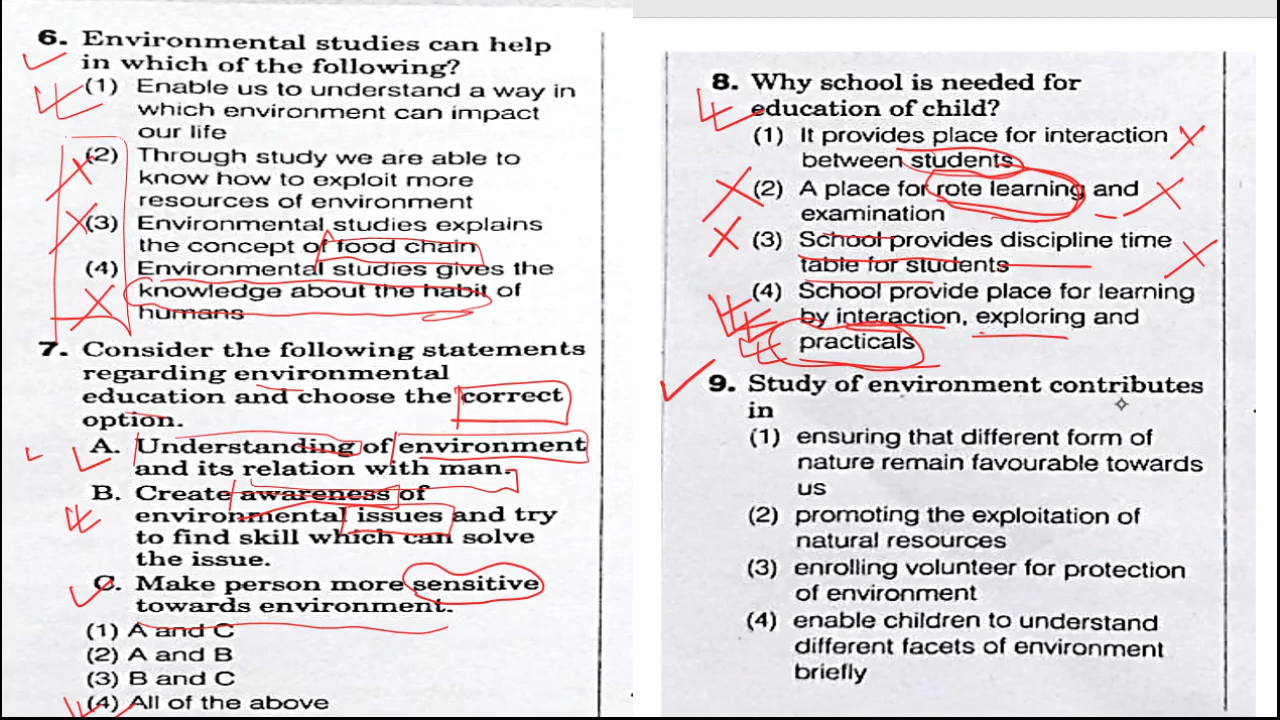 6. Environmental studies can help
in which of the following?
(1) Enable us to understand a way in
which environment can impact
our life
(2) Through study we are able to
know how to exploit more
resources of environment
(3) Environmental studies explains
the concept of food chain
(4) Environmental studies gives the
knowledge about the habit of
humans
7. Consider the following statements
regarding environmental
education and choose the correct
option.
A. Understanding of environment
and its relation with man.
B. Create awareness of
environmental issues and try
to find skill which can solve
the issue.
C. Make person more sensitive
towards environment.
(1) A and C
(2) A and B
(3) B and C
(4) All of the above
8. Why school is needed for
education of child?
(1) It provides place for interaction
between students
(2) A place for rote learning and
examination
(3) School provides discipline time
table for students
(4) School provide place for learning
by interaction, exploring and
practicals
9. Study of environment contributes
in
(1) ensuring that different form of
nature remain favourable towards
us
(2) promoting the exploitation of
natural resources
(3) enrolling volunteer for protection
of environment
(4) enable children to understand
different facets of environment
briefly